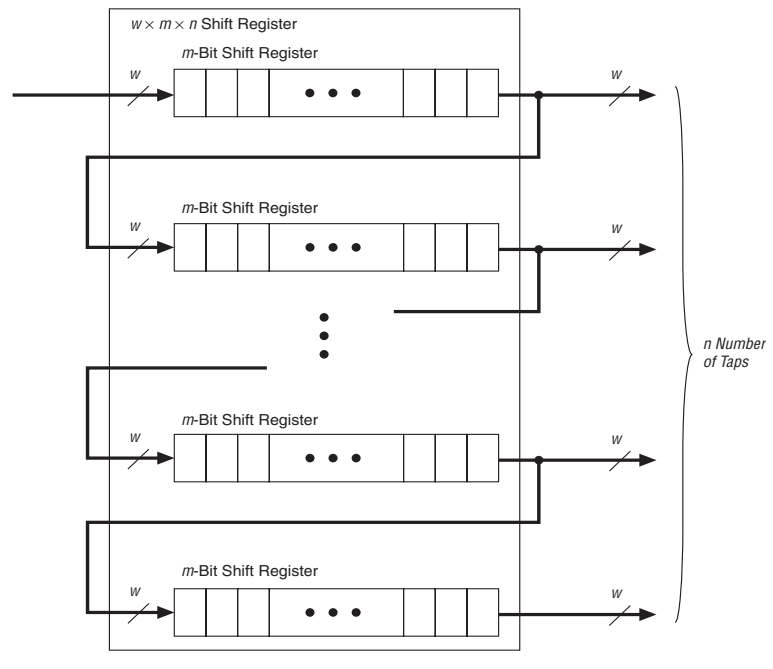 w × m × n Shift Register
m-Bit Shift Register
w
w
m-Bit Shift Register
w
w
n Number
of Taps
m-Bit Shift Register
w
w
m-Bit Shift Register
w
w